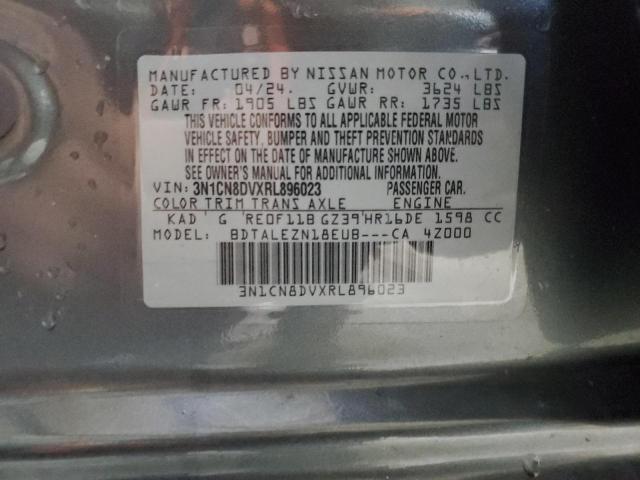 MANUFACTURED BY NISSAN MOTOR CO.,LTD.
DATE: 04/24. GVWR: 3624 LBS
GAWR FR: 1905 LBS GAWR RR: 1735 LBS
THIS VEHICLE CONFORMS TO ALL APPLICABLE FEDERAL MOTOR
VEHICLE SAFETY, BUMPER AND THEFT PREVENTION STANDARDS
IN EFFECT ON THE DATE OF MANUFACTURE SHOWN ABOVE.
SEE OWNER'S MANUAL FOR ADDITIONAL INFORMATION.
VIN: 3N1CN8DVXRL896023 PASSENGER CAR.
COLOR TRIM TRANS AXLE ENGINE
KAD G RE0F11B GZ39 HR16DE 1598 CC
MODEL: BDTALEZN18EUB---CA 4Z000
3N1CN8DVXRL896023